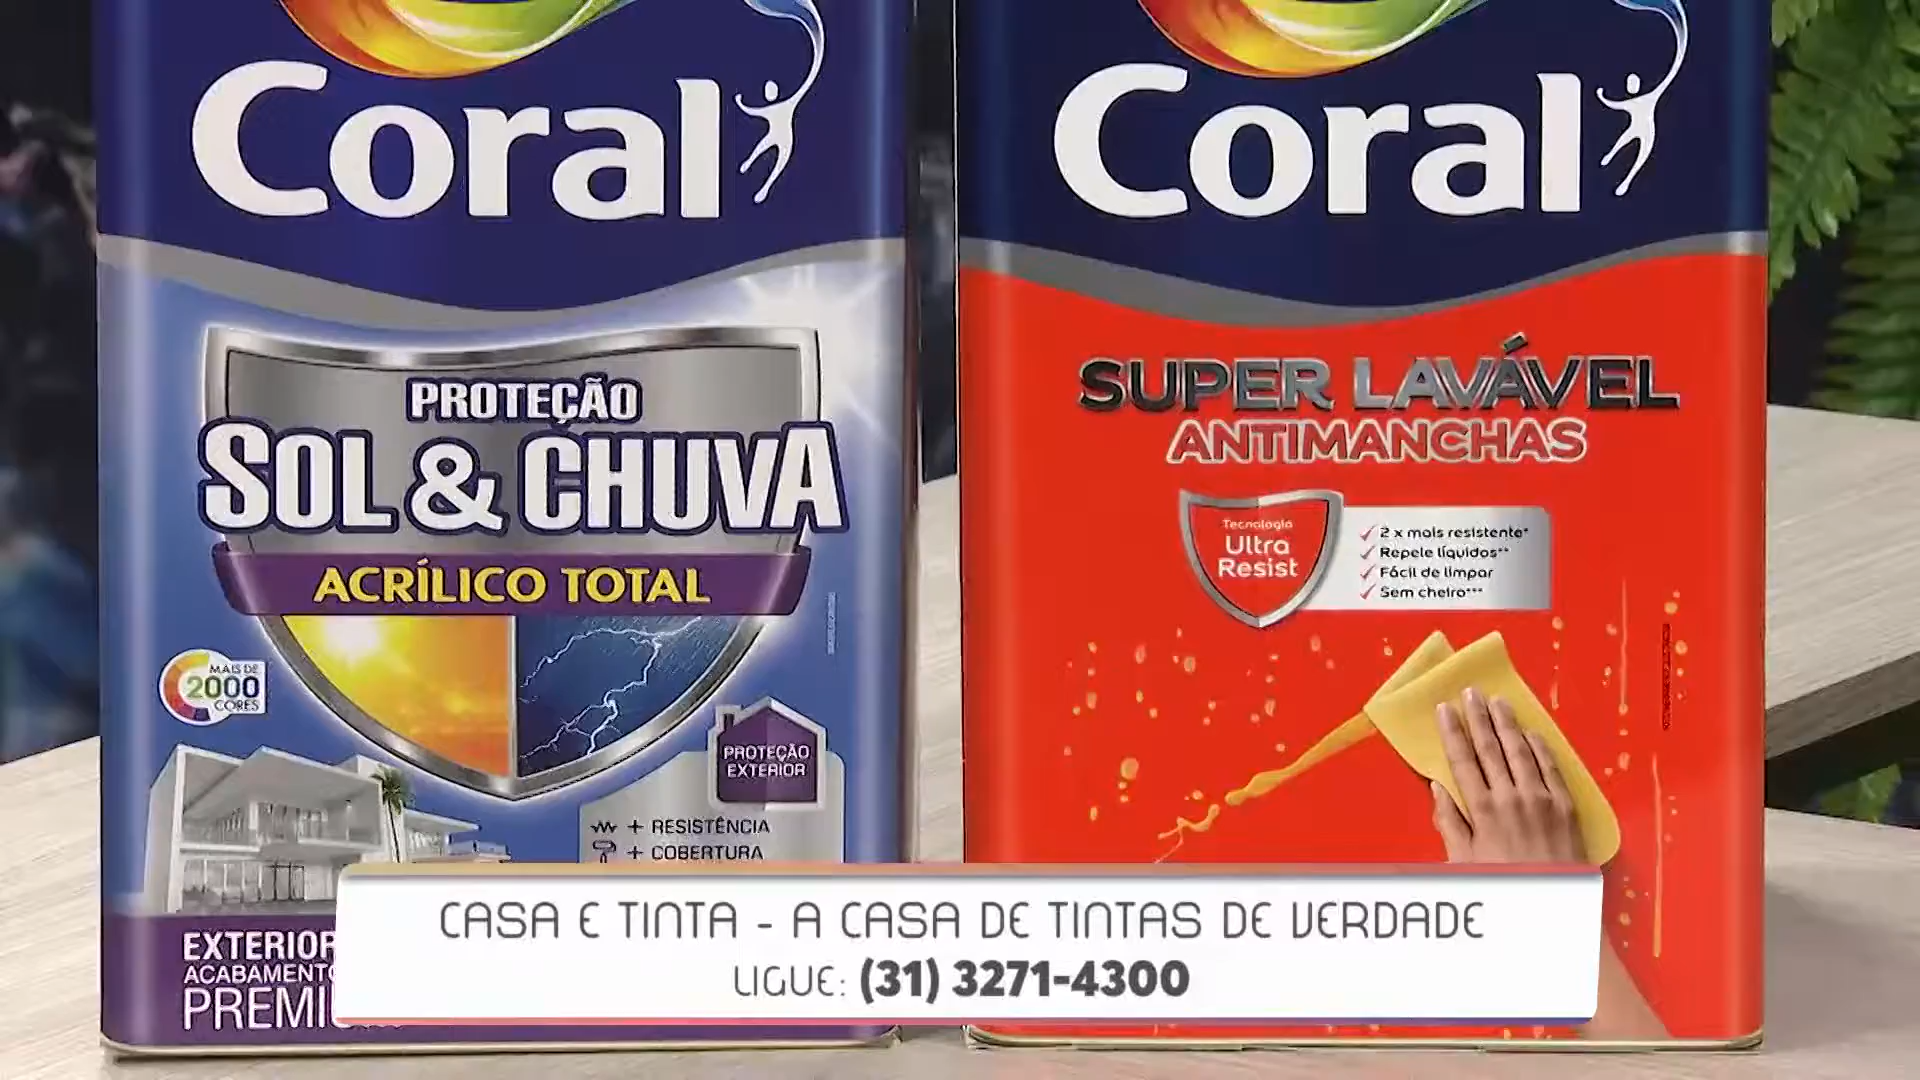 Coral
PROTEÇÃO
SOL & CHUVA
ACRÍLICO TOTAL
MAIS DE
2000
CORES
PROTEÇÃO
EXTERIOR
+ RESISTÊNCIA
+ COBERTURA
EXTERIOR
ACABAMENTO
Coral
SUPER LAVÁVEL
ANTIMANCHAS
Tecnologia
Ultra
Resist
2 x mais resistente*
Repele líquidos**
Fácil de limpar
Sem cheiro***
CASA E TINTA - A CASA DE TINTAS DE VERDADE
LIGUE: (31) 3271-4300